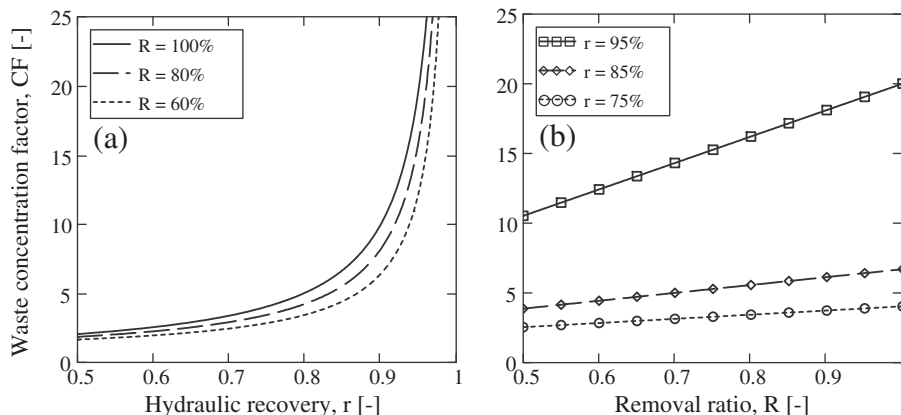 Waste concentration factor, CF [-]
25
20
15
10
5
0
R = 100%
R = 80%
R = 60%
(a)
0.5 0.6 0.7 0.8 0.9 1
Hydraulic recovery, r [-]
25
20
15
10
5
0
r = 95%
r = 85%
r = 75%
(b)
0.5 0.6 0.7 0.8 0.9
Removal ratio, R [-]